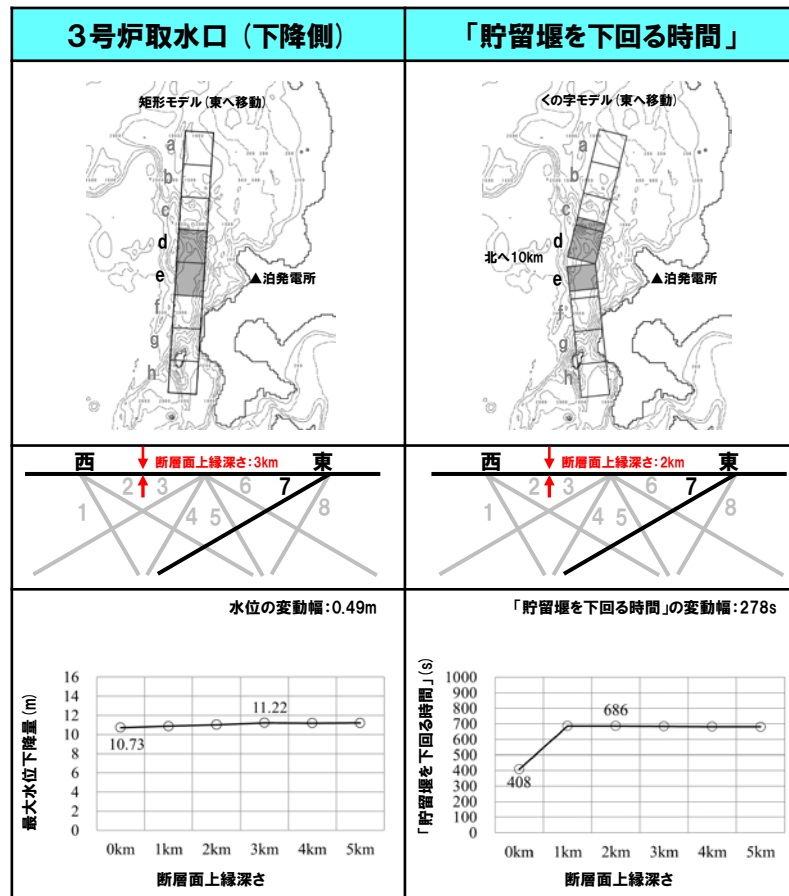 3号炉取水口（下降側）
「貯留堰を下回る時間」
矩形モデル(東へ移動)
a
b
c
d
e
f
g
h
▲泊発電所
くの字モデル(東へ移動)
a
b
c
d
北へ10km
e
f
g
h
▲泊発電所
西
断層面上縁深さ:3km
東
1
2
3
4
5
6
7
8
西
断層面上縁深さ:2km
東
1
2
3
4
5
6
7
8
水位の変動幅:0.49m
最大水位下降量(m)
16
14
12
10
8
6
4
2
0
10.73
11.22
0km 1km 2km 3km 4km 5km
断層面上縁深さ
「貯留堰を下回る時間」の変動幅:278s
「貯留堰を下回る時間」(s)
1000
900
800
700
600
500
400
300
200
100
0
408
686
0km 1km 2km 3km 4km 5km
断層面上縁深さ